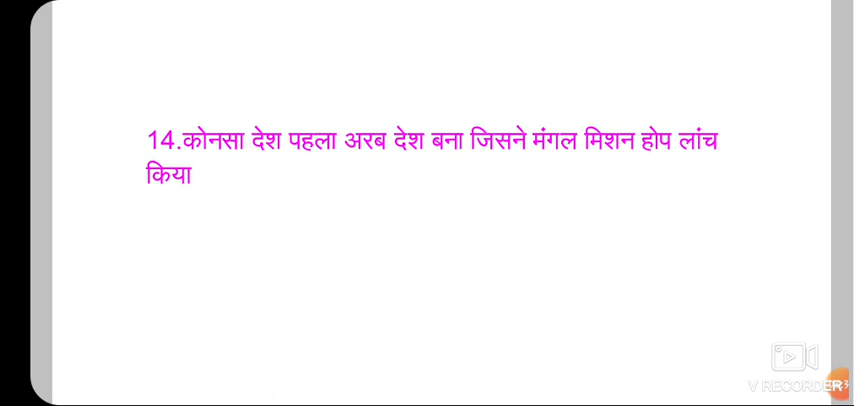 14.कोनसा देश पहला अरब देश बना जिसने मंगल मिशन होप लांच
किया
V RECORDER